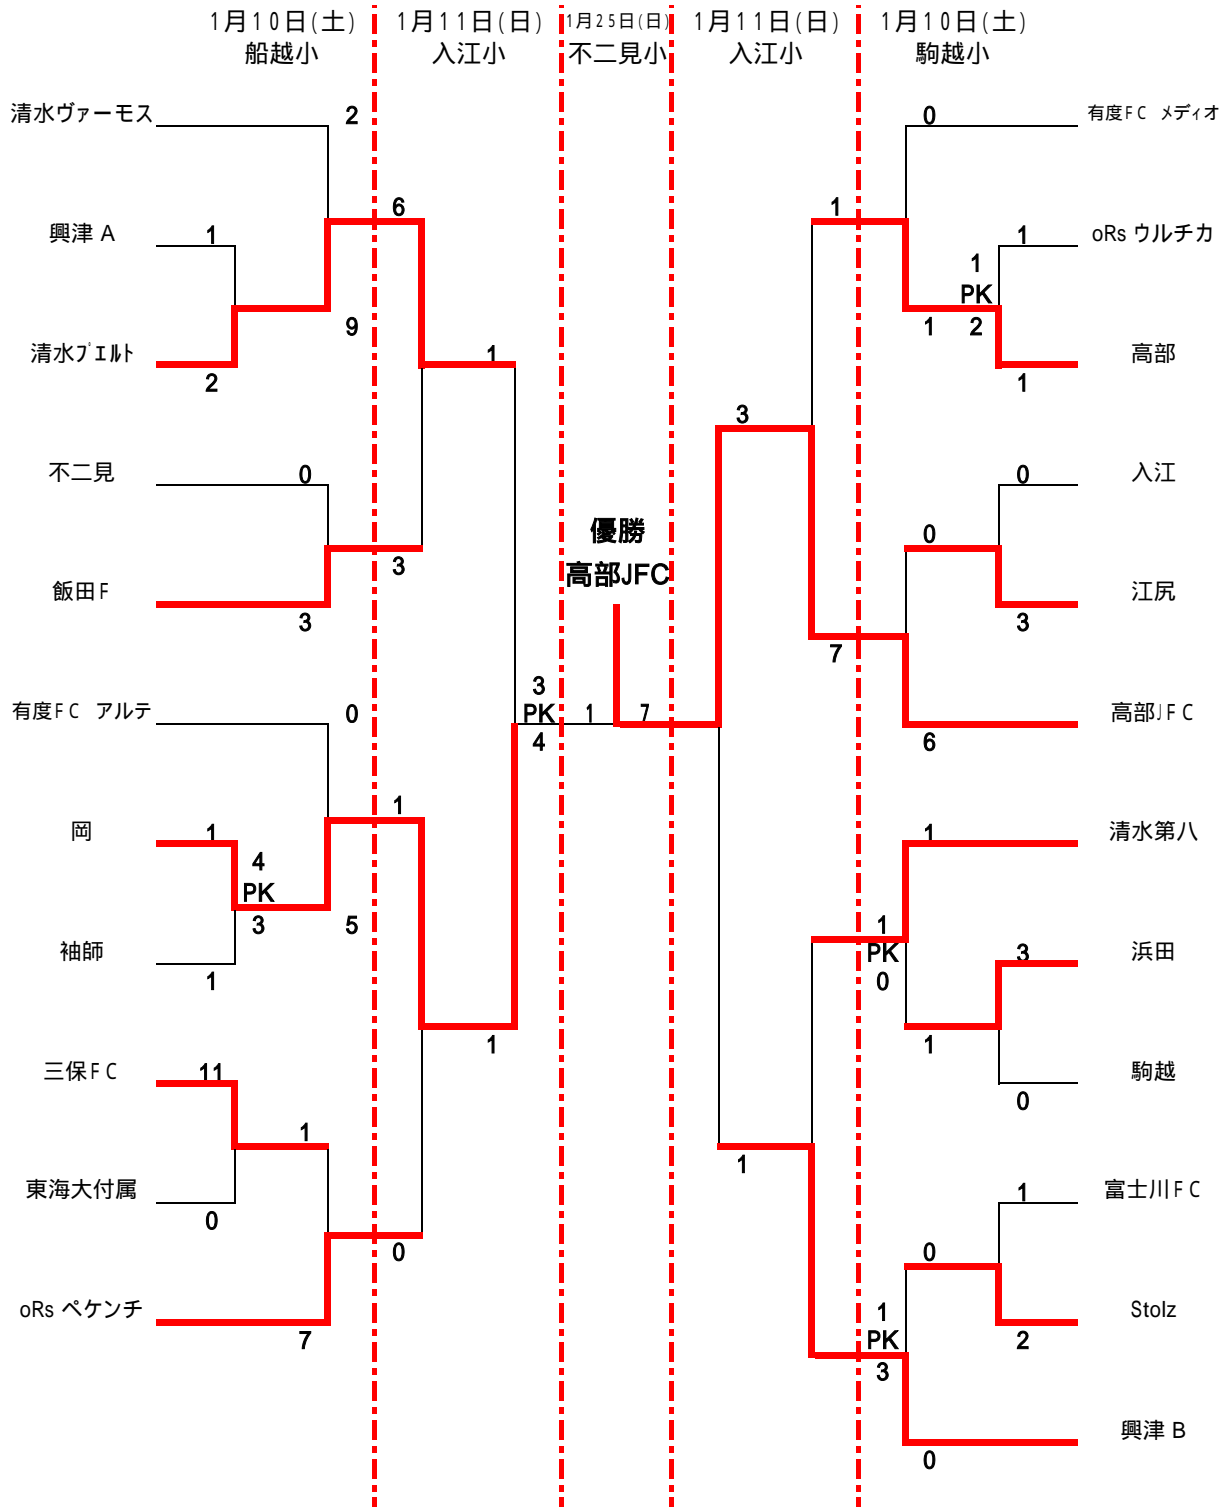 1月10日(土)
船越小
1月11日(日)
入江小
1月25日(日)
不二見小
1月11日(日)
入江小
1月10日(土)
駒越小
清水ヴァーモス
2
興津 A
1
6
9
清水プエルト
2
1
不二見
0
飯田F
3
3
有度FC アルテ
0
岡
1
4
PK
3
1
5
袖師
1
三保FC
11
1
1
東海大付属
0
0
oRs ペケンチ
7
3
PK
4
優勝
高部JFC
1
7
有度FC メディオ
0
oRs ウルチカ
1
1
PK
2
1
1
高部
1
3
入江
0
0
江尻
3
7
高部JFC
6
清水第八
1
1
PK
0
浜田
3
1
駒越
0
1
富士川FC
1
0
Stolz
2
1
PK
3
興津 B
0